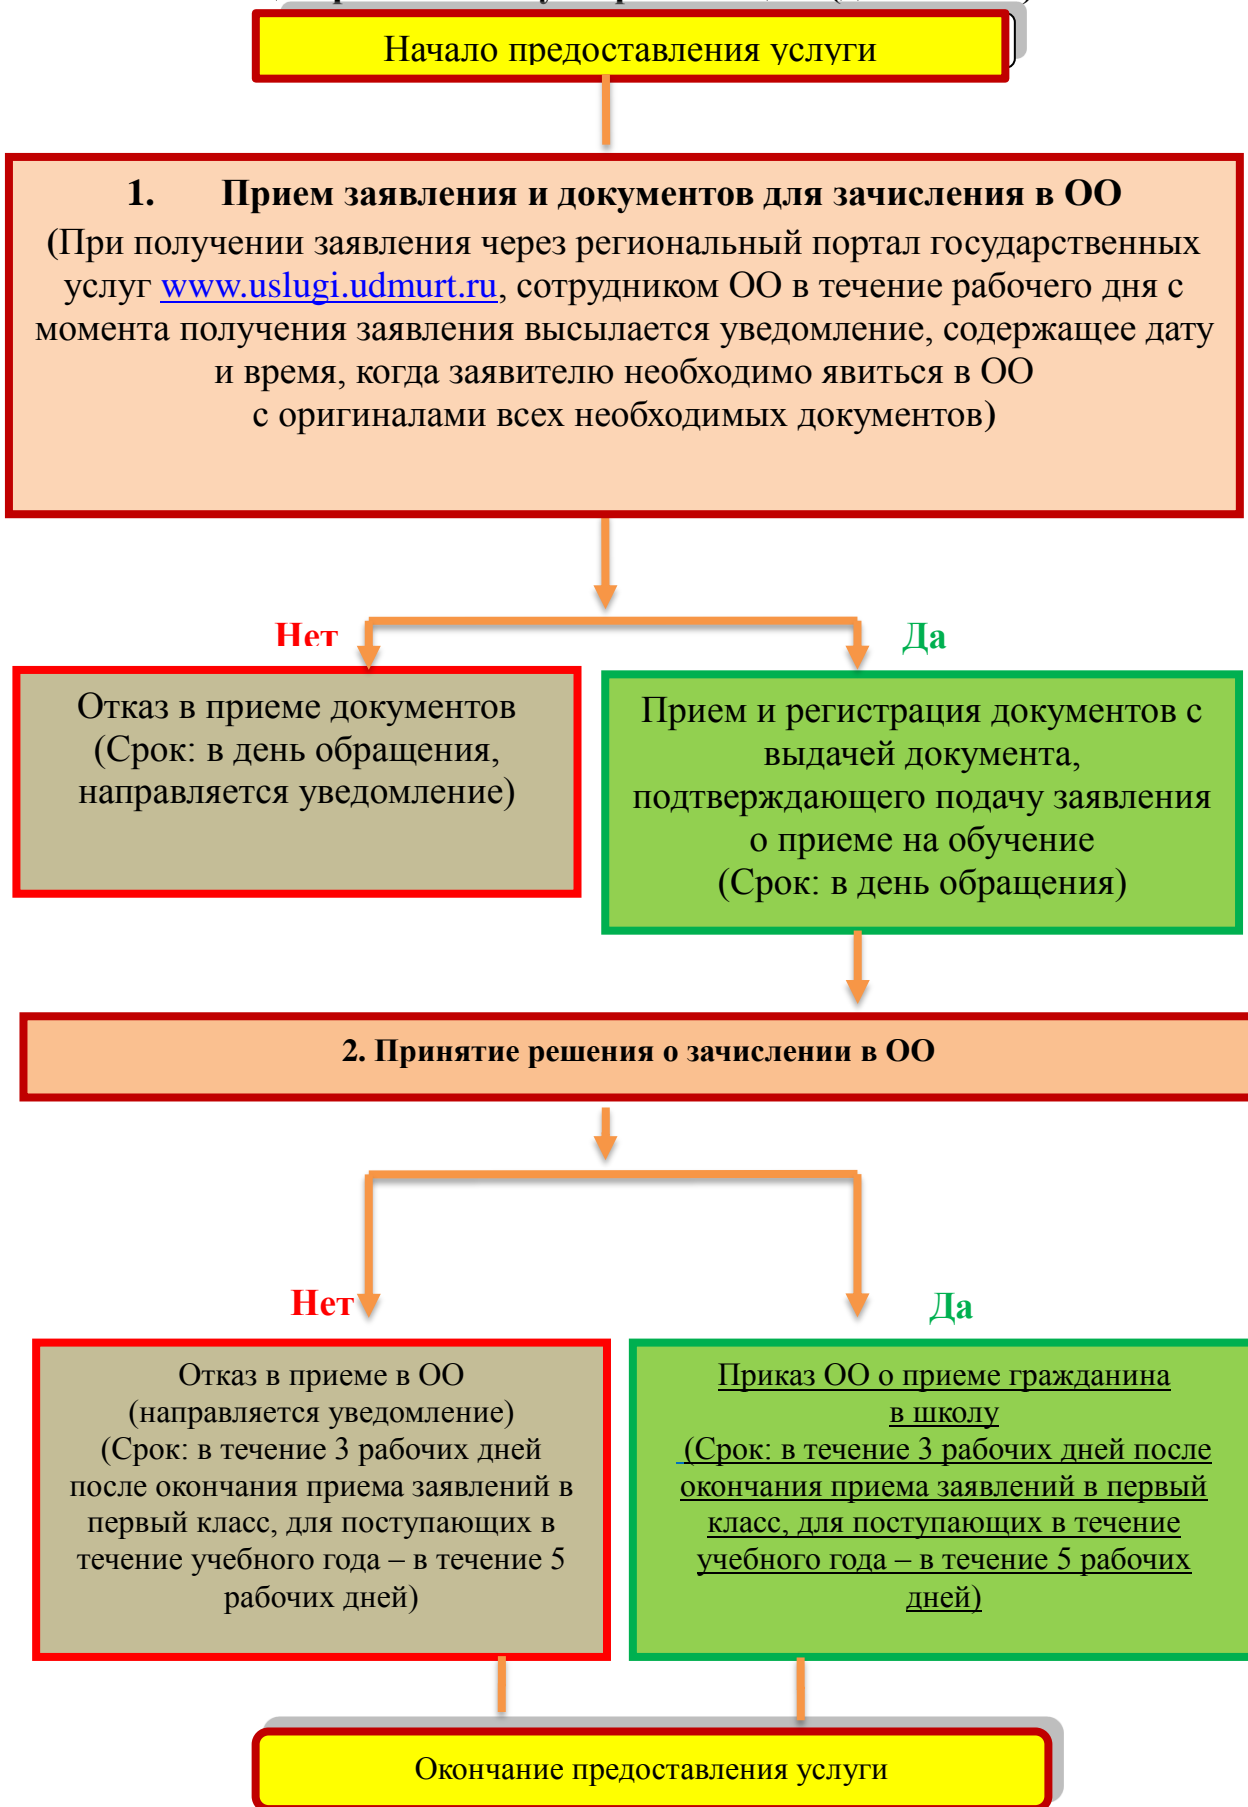 Начало предоставления услуги
1. Прием заявления и документов для зачисления в ОО
(При получении заявления через региональный портал государственных
услуг www.uslugi.udmurt.ru, сотрудником ОО в течение рабочего дня с
момента получения заявления высылается уведомление, содержащее дату
и время, когда заявителю необходимо явиться в ОО
с оригиналами всех необходимых документов)
Нет
Да
Отказ в приеме документов
(Срок: в день обращения,
направляется уведомление)
Прием и регистрация документов с
выдачей документа,
подтверждающего подачу заявления
о приеме на обучение
(Срок: в день обращения)
2. Принятие решения о зачислении в ОО
Нет
Да
Отказ в приеме в ОО
(направляется уведомление)
(Срок: в течение 3 рабочих дней
после окончания приема заявлений в
первый класс, для поступающих в
течение учебного года – в течение 5
рабочих дней)
Приказ ОО о приеме гражданина
в школу
(Срок: в течение 3 рабочих дней после
окончания приема заявлений в первый
класс, для поступающих в течение
учебного года – в течение 5 рабочих
дней)
Окончание предоставления услуги